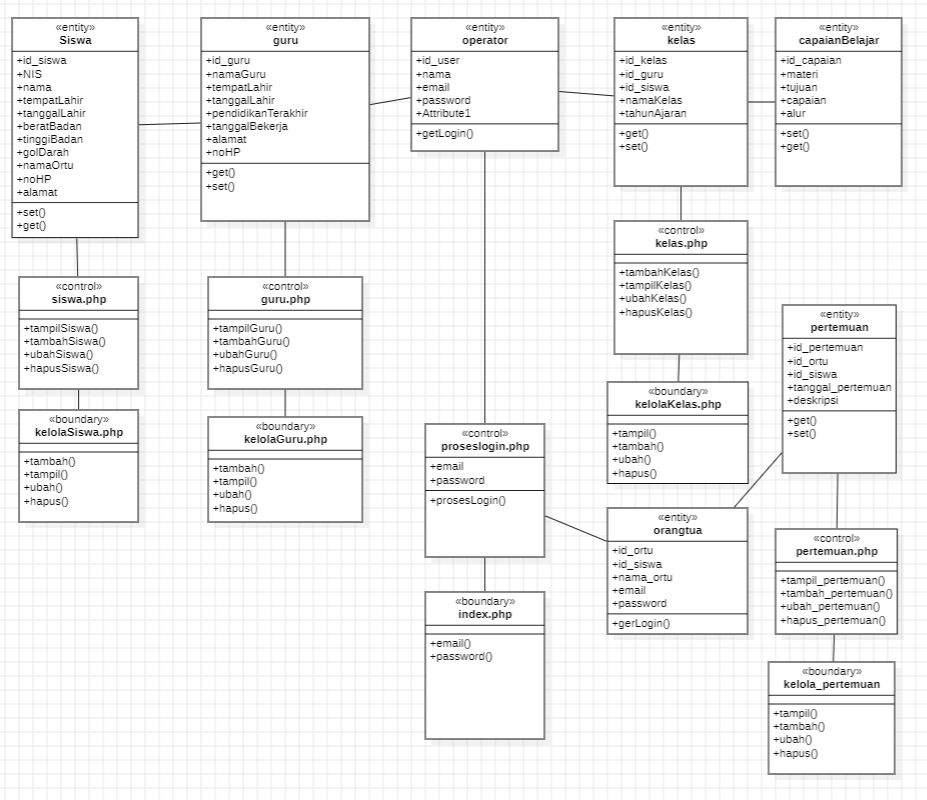 «entity»
Siswa
+id_siswa
+NIS
+nama
+tempatLahir
+tanggalLahir
+beratBadan
+tinggiBadan
+golDarah
+namaOrtu
+noHP
+alamat
+set()
+get()
«entity»
guru
+id_guru
+namaGuru
+tempatLahir
+tanggalLahir
+pendidikanTerakhir
+tanggalBekerja
+alamat
+noHP
+get()
+set()
«entity»
operator
+id_user
+nama
+email
+password
+Attribute1
+getLogin()
«entity»
kelas
+id_kelas
+id_guru
+id_siswa
+namaKelas
+tahunAjaran
+get()
+set()
«entity»
capaianBelajar
+id_capaian
+materi
+tujuan
+capaian
+alur
+set()
+get()
«control»
siswa.php
+tampilSiswa()
+tambahSiswa()
+ubahSiswa()
+hapusSiswa()
«control»
guru.php
+tampilGuru()
+tambahGuru()
+ubahGuru()
+hapusGuru()
«control»
kelas.php
+tambahKelas()
+tampilKelas()
+ubahKelas()
+hapusKelas()
«entity»
pertemuan
+id_pertemuan
+id_ortu
+id_siswa
+tanggal_pertemuan
+deskripsi
+get()
+set()
«boundary»
kelolaSiswa.php
+tambah()
+tampil()
+ubah()
+hapus()
«boundary»
kelolaGuru.php
+tambah()
+tampil()
+ubah()
+hapus()
«control»
proseslogin.php
+email
+password
+prosesLogin()
«boundary»
kelolaKelas.php
+tampil()
+tambah()
+ubah()
+hapus()
«entity»
orangtua
+id_ortu
+id_siswa
+nama_ortu
+email
+password
+gerLogin()
«control»
pertemuan.php
+tampil_pertemuan()
+tambah_pertemuan()
+ubah_pertemuan()
+hapus_pertemuan()
«boundary»
index.php
+email()
+password()
«boundary»
kelola_pertemuan
+tampil()
+tambah()
+ubah()
+hapus()